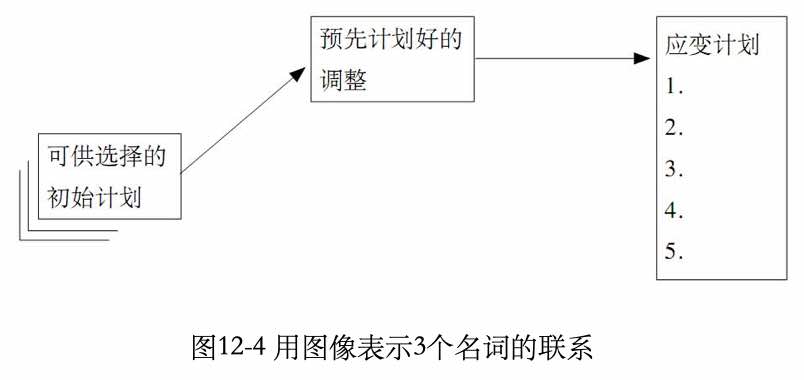 预先计划好的
调整
应变计划
1.
2.
3.
4.
5.
可供选择的
初始计划
图12-4 用图像表示3个名词的联系